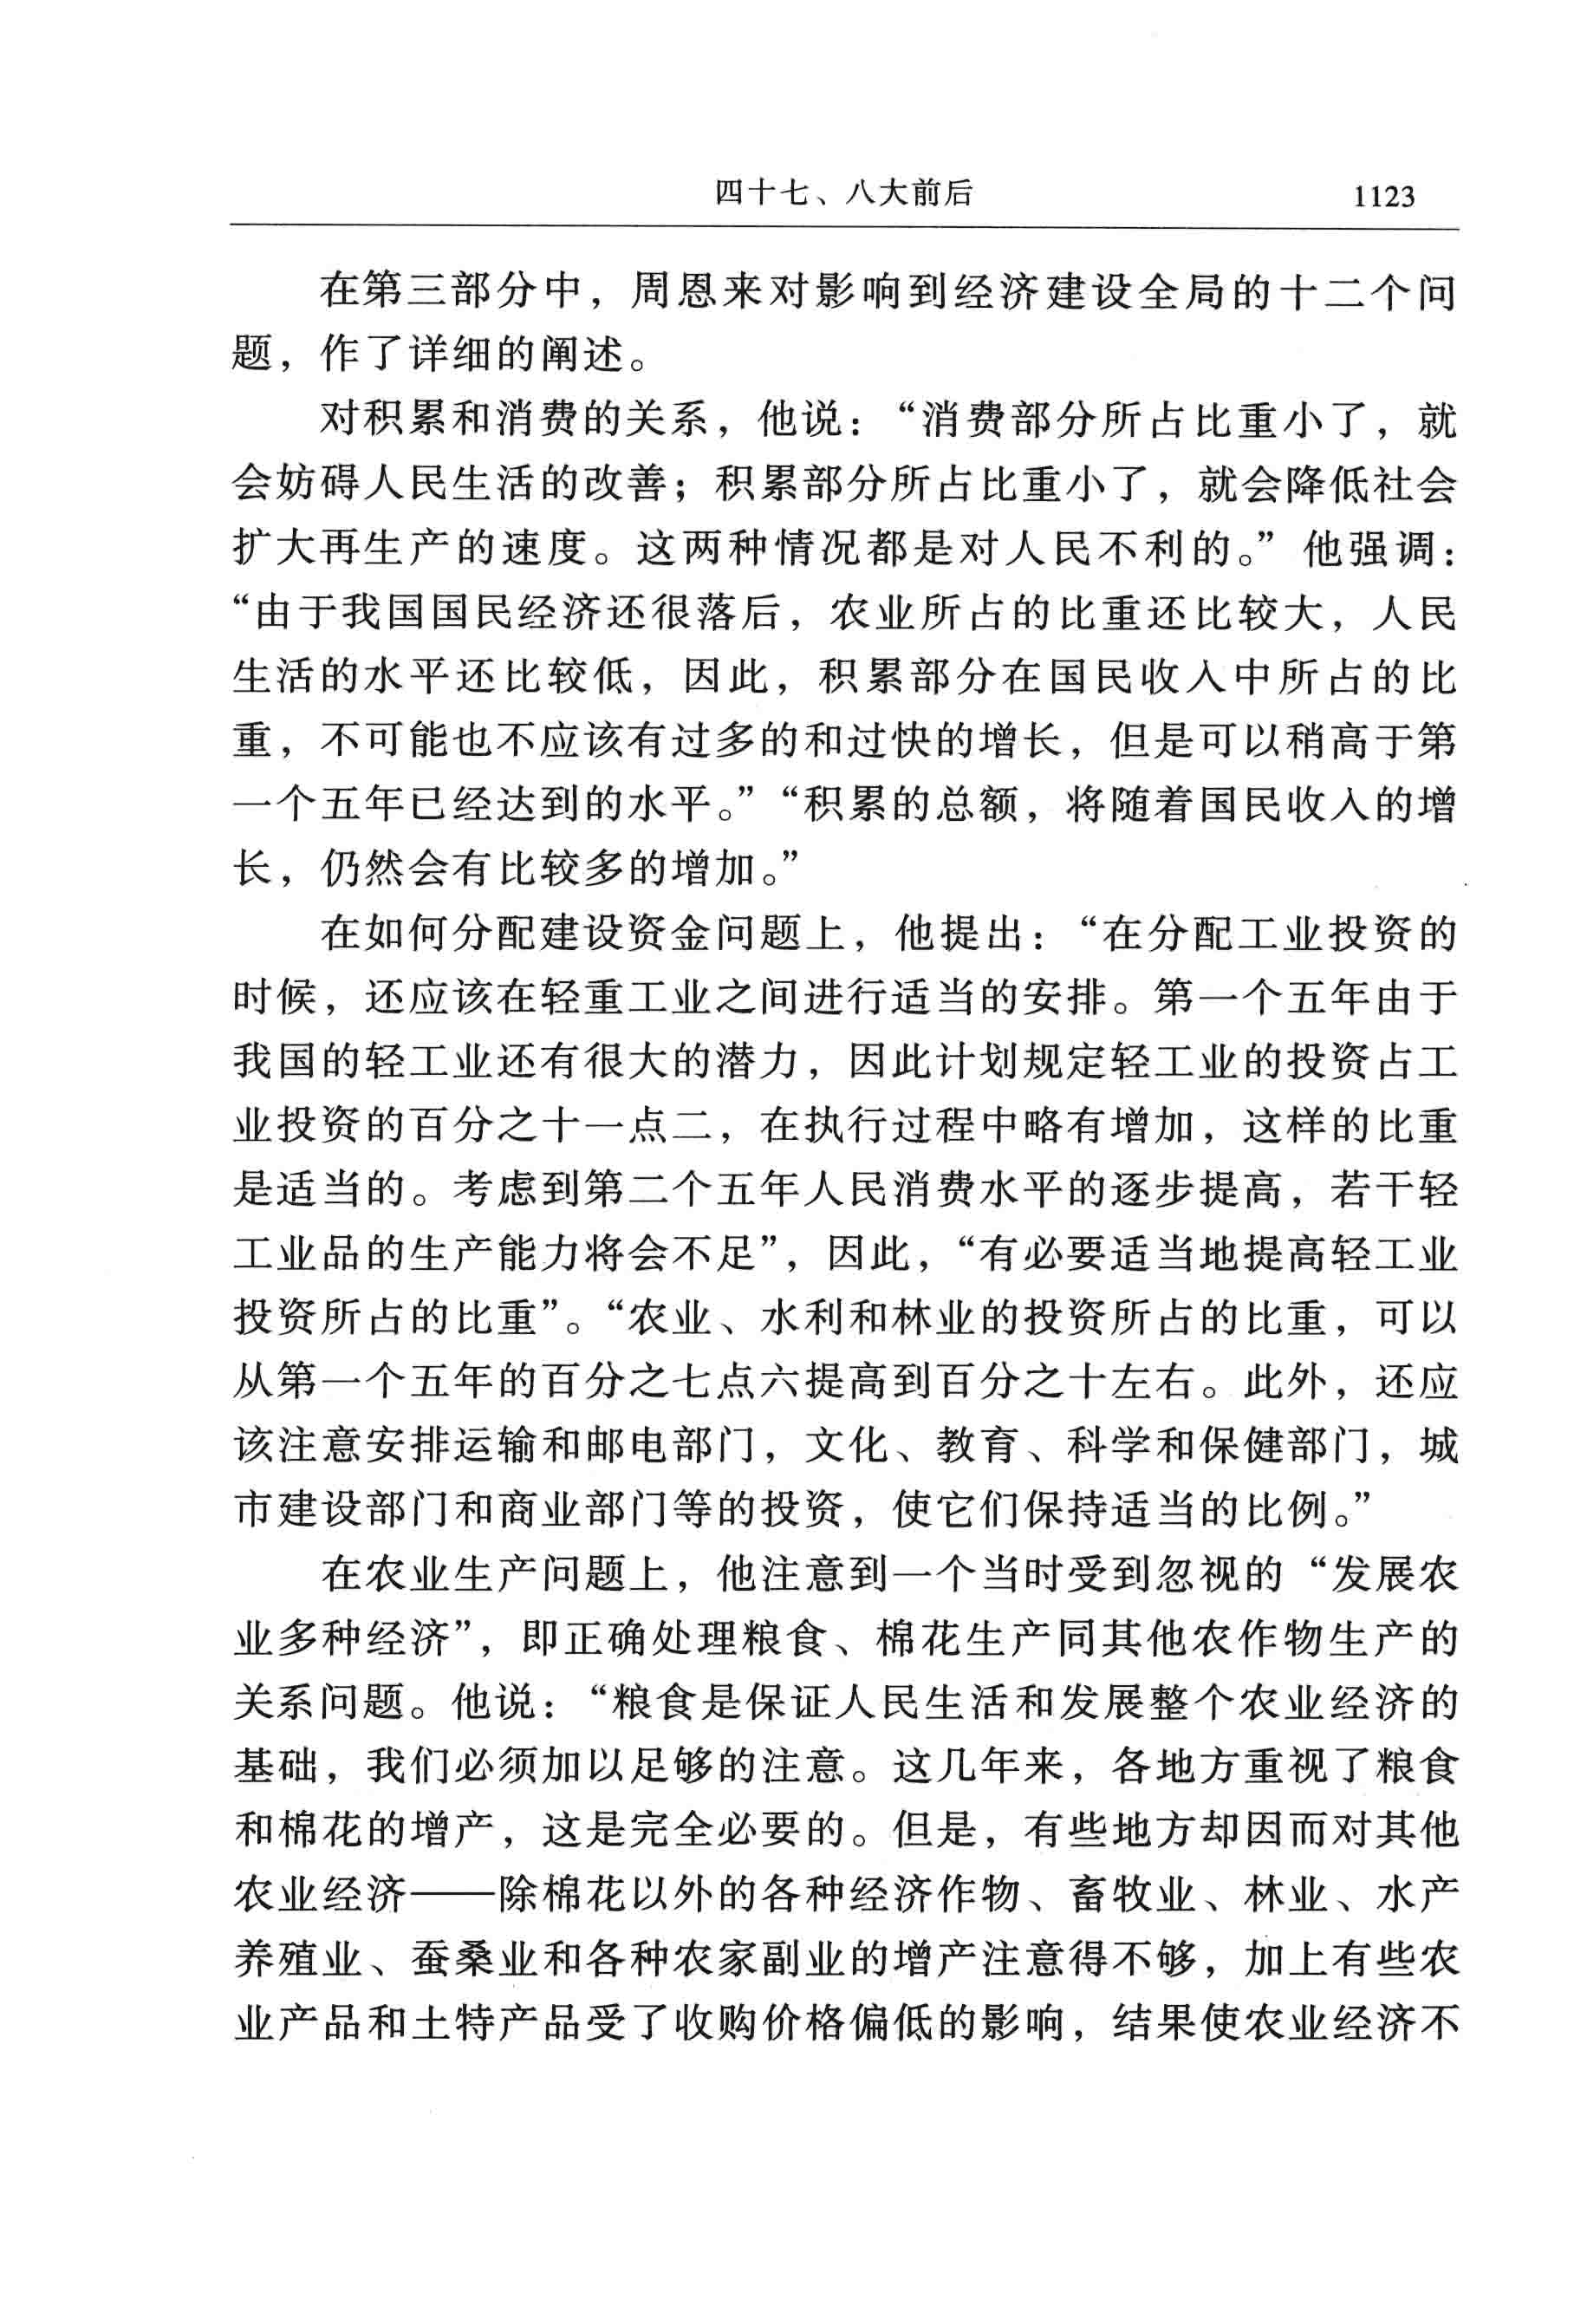 四十七、八大前后 1123
在第三部分中，周恩来对影响到经济建设全局的十二个问
题，作了详细的阐述。
对积累和消费的关系，他说：“消费部分所占比重小了，就
会妨碍人民生活的改善；积累部分所占比重小了，就会降低社会
扩大再生产的速度。这两种情况都是对人民不利的。”他强调：
“由于我国国民经济还很落后，农业所占的比重还比较大，人民
生活的水平还比较低，因此，积累部分在国民收入中所占的比
重，不可能也不应该有过多的和过快的增长，但是可以稍高于第
一个五年已经达到的水平。”“积累的总额，将随着国民收入的增
长，仍然会有比较多的增加。”
在如何分配建设资金问题上，他提出：“在分配工业投资的
时候，还应该在轻重工业之间进行适当的安排。第一个五年由于
我国的轻工业还有很大的潜力，因此计划规定轻工业的投资占工
业投资的百分之十一点二，在执行过程中略有增加，这样的比重
是适当的。考虑到第二个五年人民消费水平的逐步提高，若干轻
工业品的生产能力将会不足”，因此，“有必要适当地提高轻工业
投资所占的比重”。“农业、水利和林业的投资所占的比重，可以
从第一个五年的百分之七点六提高到百分之十左右。此外，还应
该注意安排运输和邮电部门，文化、教育、科学和保健部门，城
市建设部门和商业部门等的投资，使它们保持适当的比例。”
在农业生产问题上，他注意到一个当时受到忽视的“发展农
业多种经济”，即正确处理粮食、棉花生产同其他农作物生产的
关系问题。他说：“粮食是保证人民生活和发展整个农业经济的
基础，我们必须加以足够的注意。这几年来，各地方重视了粮食
和棉花的增产，这是完全必要的。但是，有些地方却因而对其他
农业经济——除棉花以外的各种经济作物、畜牧业、林业、水产
养殖业、蚕桑业和各种农家副业的增产注意得不够，加上有些农
业产品和土特产品受了收购价格偏低的影响，结果使农业经济不